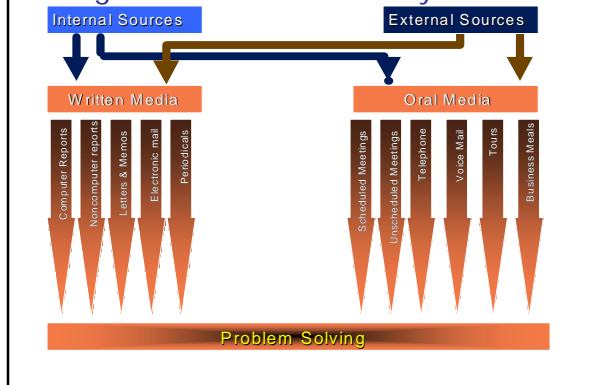 Internal Sources
External Sources
Written Media
Oral Media
Computer Reports
Noncomputer reports
Letters & Memos
Electronic mail
Periodicals
Scheduled Meetings
Unscheduled Meetings
Telephone
Voice Mail
Tours
Business Meals
Problem Solving